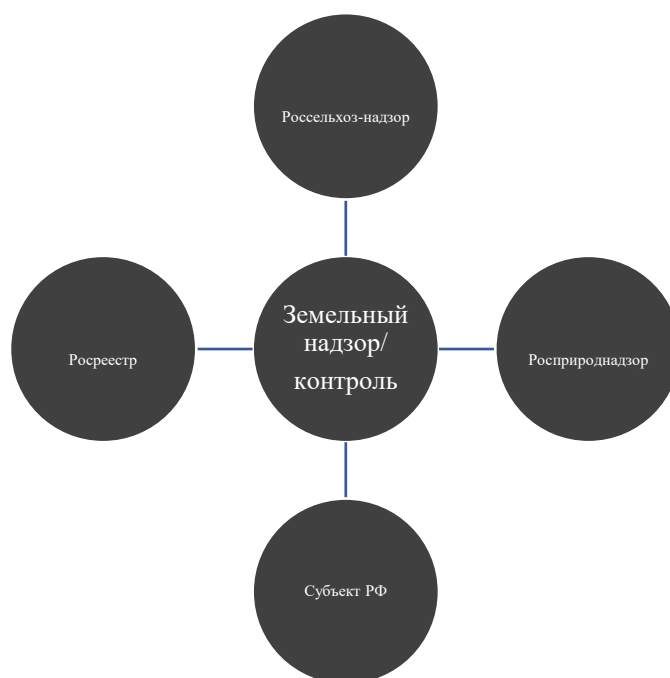 Россельхоз-надзор
Земельный
надзор/
контроль
Росреестр
Росприроднадзор
Субъект РФ